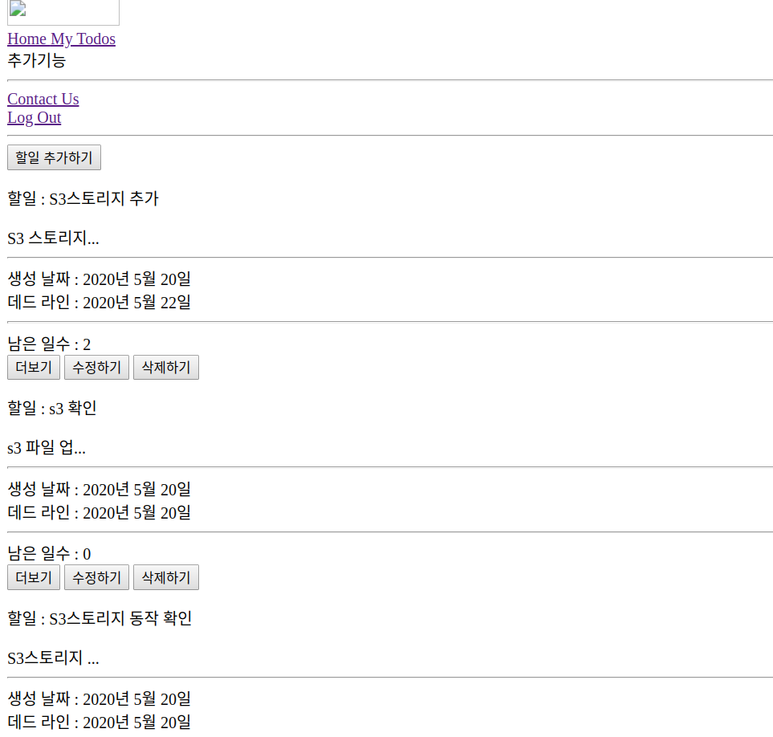 Home My Todos
추가기능
Contact Us
Log Out
할일 추가하기
할일 : S3스토리지 추가
S3 스토리지...
생성 날짜 : 2020년 5월 20일
데드 라인 : 2020년 5월 22일
남은 일수 : 2
더보기 수정하기 삭제하기
할일 : s3 확인
s3 파일 업...
생성 날짜 : 2020년 5월 20일
데드 라인 : 2020년 5월 20일
남은 일수 : 0
더보기 수정하기 삭제하기
할일 : S3스토리지 동작 확인
S3스토리지 ...
생성 날짜 : 2020년 5월 20일
데드 라인 : 2020년 5월 20일